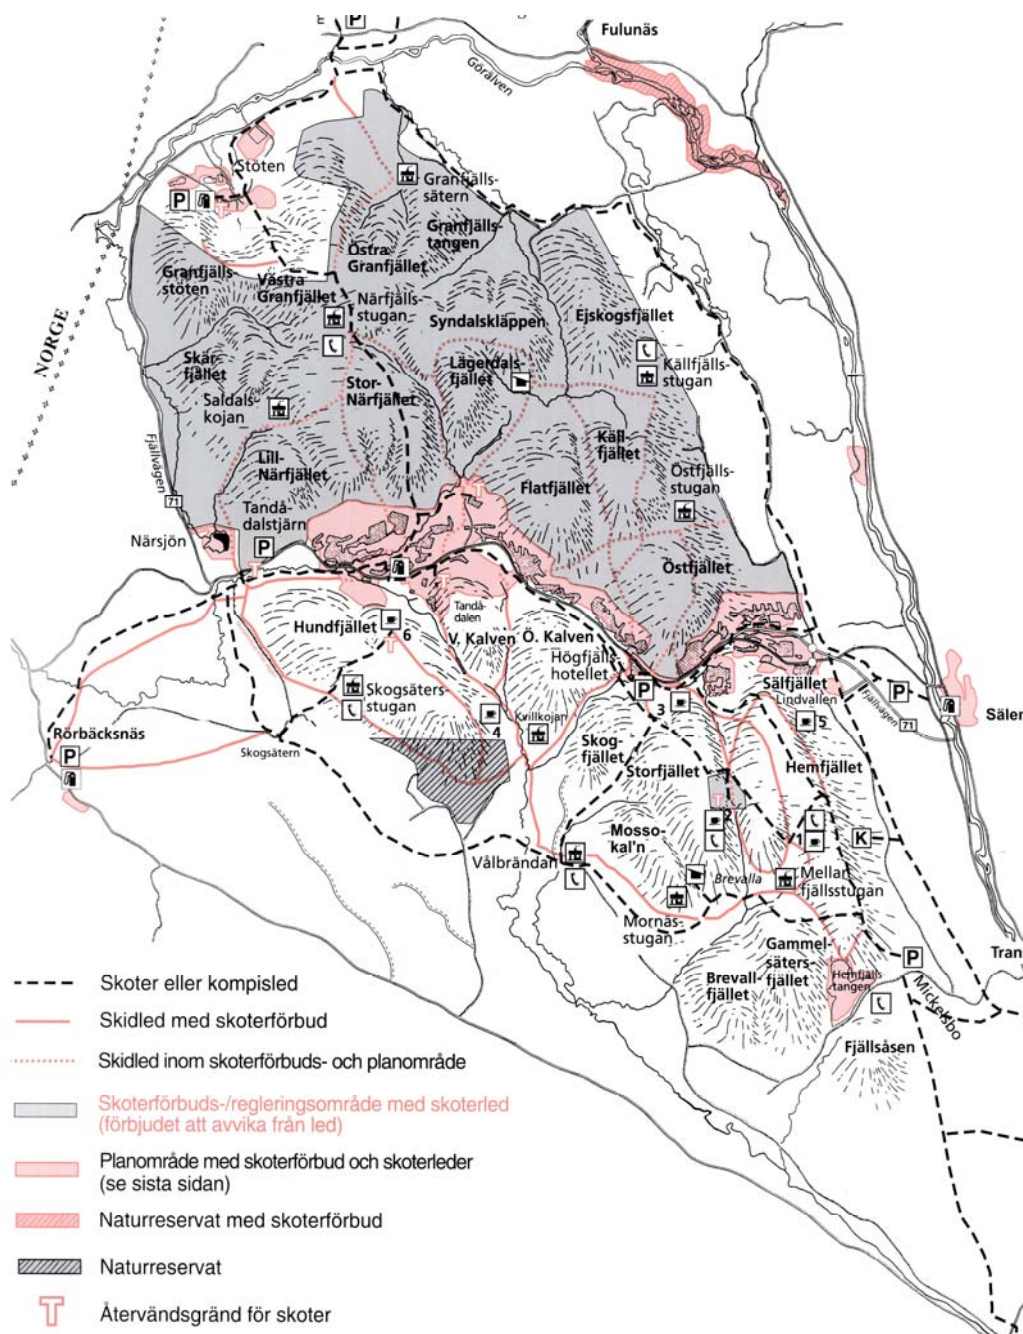 P
Fulunäs
Görälven
Stöten
P
Granfjälls-
sätern
Granfjälls-
tangen
Östra
Granfjället
Granfjälls-
stöten
Västra
Granfjället
Närfjälls-
stugan
Syndalskläppen
Ejskogsfjället
NORGE
Skär-
fjället
Lägerdals-
fjället
Källfjälls-
stugan
Stor-
Närfjället
Saldals-
kojan
Fjällvägen
Käll-
fjället
Lill-
Närfjället
Flatfjället
Östfjälls-
stugan
71
Tandå-
dalstjärn
Närsjön
P
T
T
Östfjället
T
Tandå-
dalen
Hundfjället
6
T
V. Kalven
Ö. Kalven
Högfjälls-
hotellet
Sälfjället
Lindvallen
P
3
P
Fjällvägen
71
Sälen
Skogsäters-
stugan
4
Kvillkojan
5
Rörbäcksnäs
P
Skogsätern
Skog-
fjället
Storfjället
Hemfjället
T
2
Mosso-
kal'n
1
K
Vålbrändan
Brevalla
Mellan-
fjällsstugan
Mornäs-
stugan
Gammel-
säters-
fjället
Brevall-
fjället
Hemfjälls-
tangen
P
Tran
Mickelsbo
Fjällsåsen
Skoter eller kompisled
Skidled med skoterförbud
Skidled inom skoterförbuds- och planområde
Skoterförbuds-/regleringsområde med skoterled
(förbjudet att avvika från led)
Planområde med skoterförbud och skoterleder
(se sista sidan)
Naturreservat med skoterförbud
Naturreservat
T Återvändsgränd för skoter